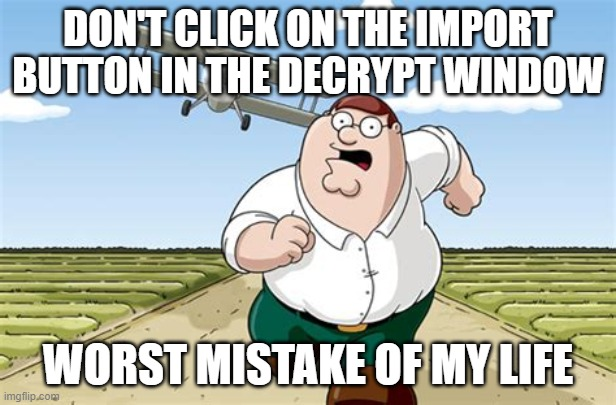 DON'T CLICK ON THE IMPORT
BUTTON IN THE DECRYPT WINDOW
WORST MISTAKE OF MY LIFE
imgflip.com